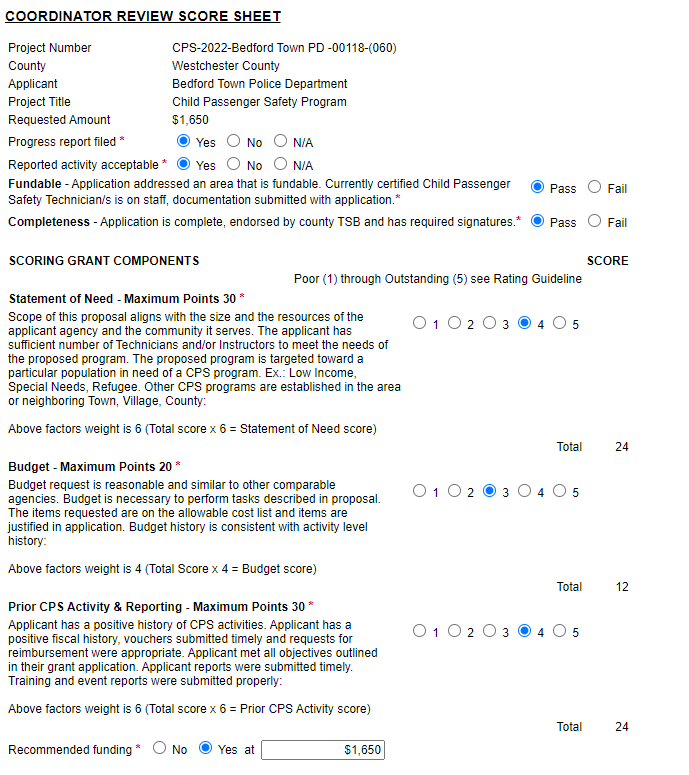 COORDINATOR REVIEW SCORE SHEET
Project Number CPS-2022-Bedford Town PD -00118-(060)
County Westchester County
Applicant Bedford Town Police Department
Project Title Child Passenger Safety Program
Requested Amount $1,650
Progress report filed * Yes No N/A
Reported activity acceptable * Yes No N/A
Fundable - Application addressed an area that is fundable. Currently certified Child Passenger Pass Fail
Safety Technician/s is on staff, documentation submitted with application.*
Completeness - Application is complete, endorsed by county TSB and has required signatures.* Pass Fail
SCORING GRANT COMPONENTS SCORE
Poor (1) through Outstanding (5) see Rating Guideline
Statement of Need - Maximum Points 30 *
Scope of this proposal aligns with the size and the resources of the 1 2 3 4 5
applicant agency and the community it serves. The applicant has
sufficient number of Technicians and/or Instructors to meet the needs of
the proposed program. The proposed program is targeted toward a
particular population in need of a CPS program. Ex.: Low Income,
Special Needs, Refugee. Other CPS programs are established in the area
or neighboring Town, Village, County:
Above factors weight is 6 (Total score x 6 = Statement of Need score)
Total 24
Budget - Maximum Points 20 *
Budget request is reasonable and similar to other comparable 1 2 3 4 5
agencies. Budget is necessary to perform tasks described in proposal.
The items requested are on the allowable cost list and items are
justified in application. Budget history is consistent with activity level
history:
Above factors weight is 4 (Total Score x 4 = Budget score)
Total 12
Prior CPS Activity & Reporting - Maximum Points 30 *
Applicant has a positive history of CPS activities. Applicant has a 1 2 3 4 5
positive fiscal history, vouchers submitted timely and requests for
reimbursement were appropriate. Applicant met all objectives outlined
in their grant application. Applicant reports were submitted timely.
Training and event reports were submitted properly:
Above factors weight is 6 (Total score x 6 = Prior CPS Activity score)
Total 24
Recommended funding * No Yes at $1,650